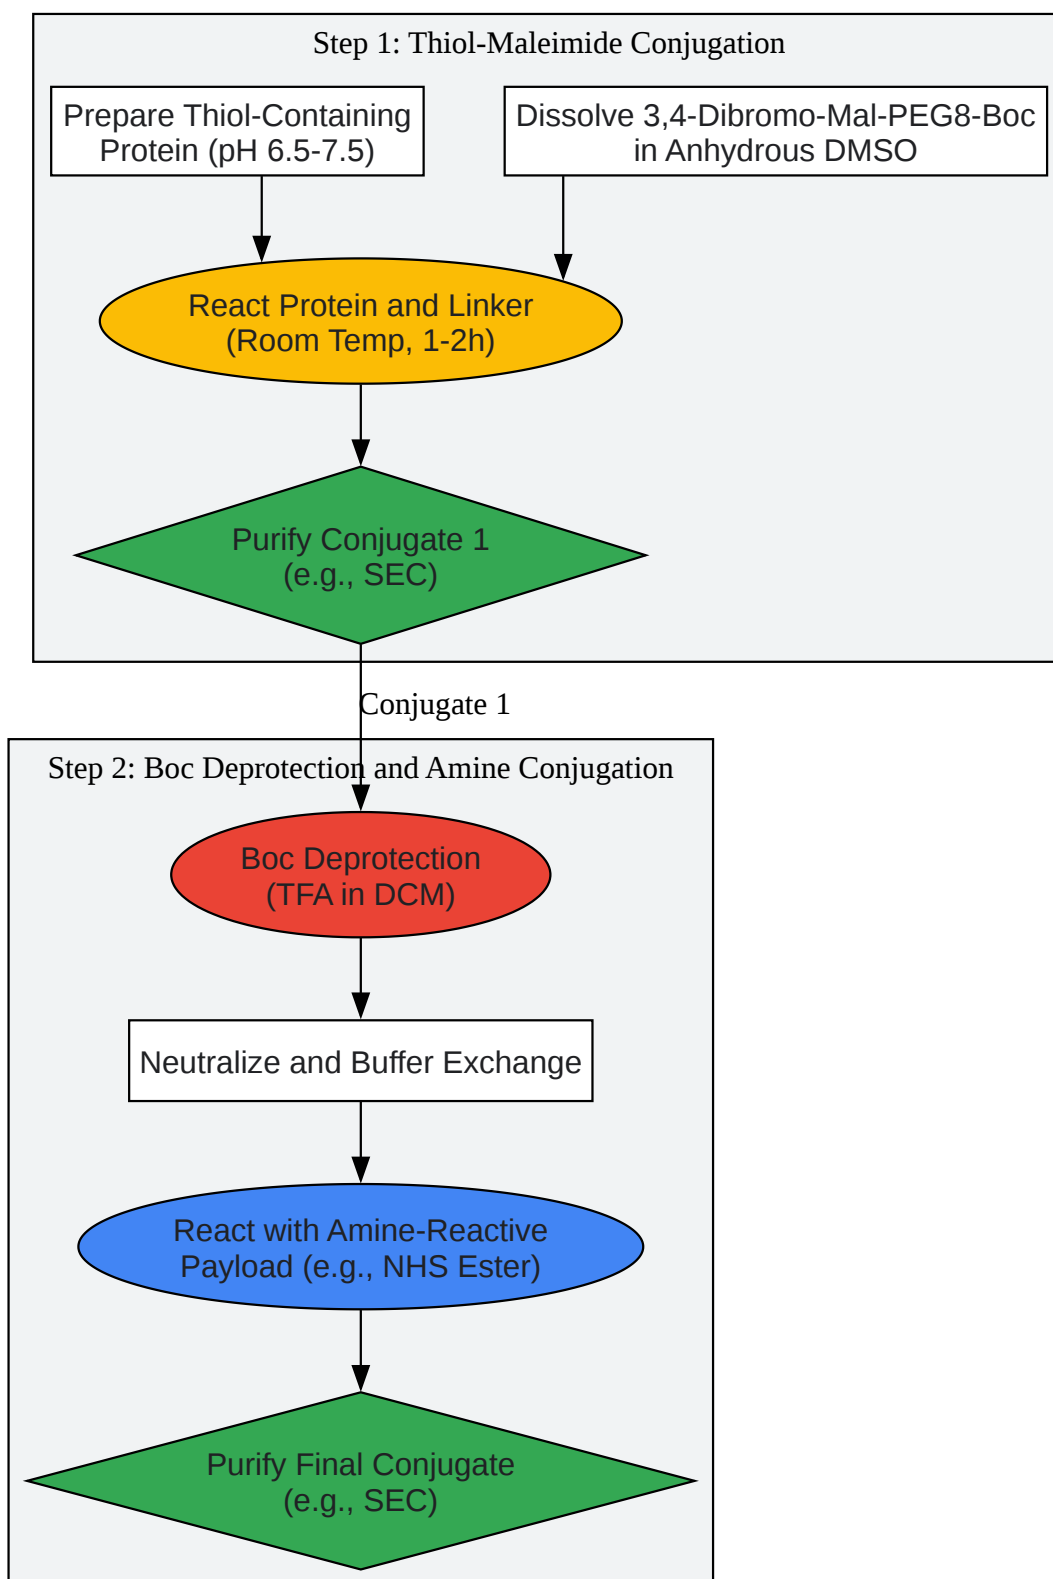 Step 1: Thiol-Maleimide Conjugation
Prepare Thiol-Containing
Protein (pH 6.5-7.5)
Dissolve 3,4-Dibromo-Mal-PEG8-Boc
in Anhydrous DMSO
React Protein and Linker
(Room Temp, 1-2h)
Purify Conjugate 1
(e.g., SEC)
Conjugate 1
Step 2: Boc Deprotection and Amine Conjugation
Boc Deprotection
(TFA in DCM)
Neutralize and Buffer Exchange
React with Amine-Reactive
Payload (e.g., NHS Ester)
Purify Final Conjugate
(e.g., SEC)